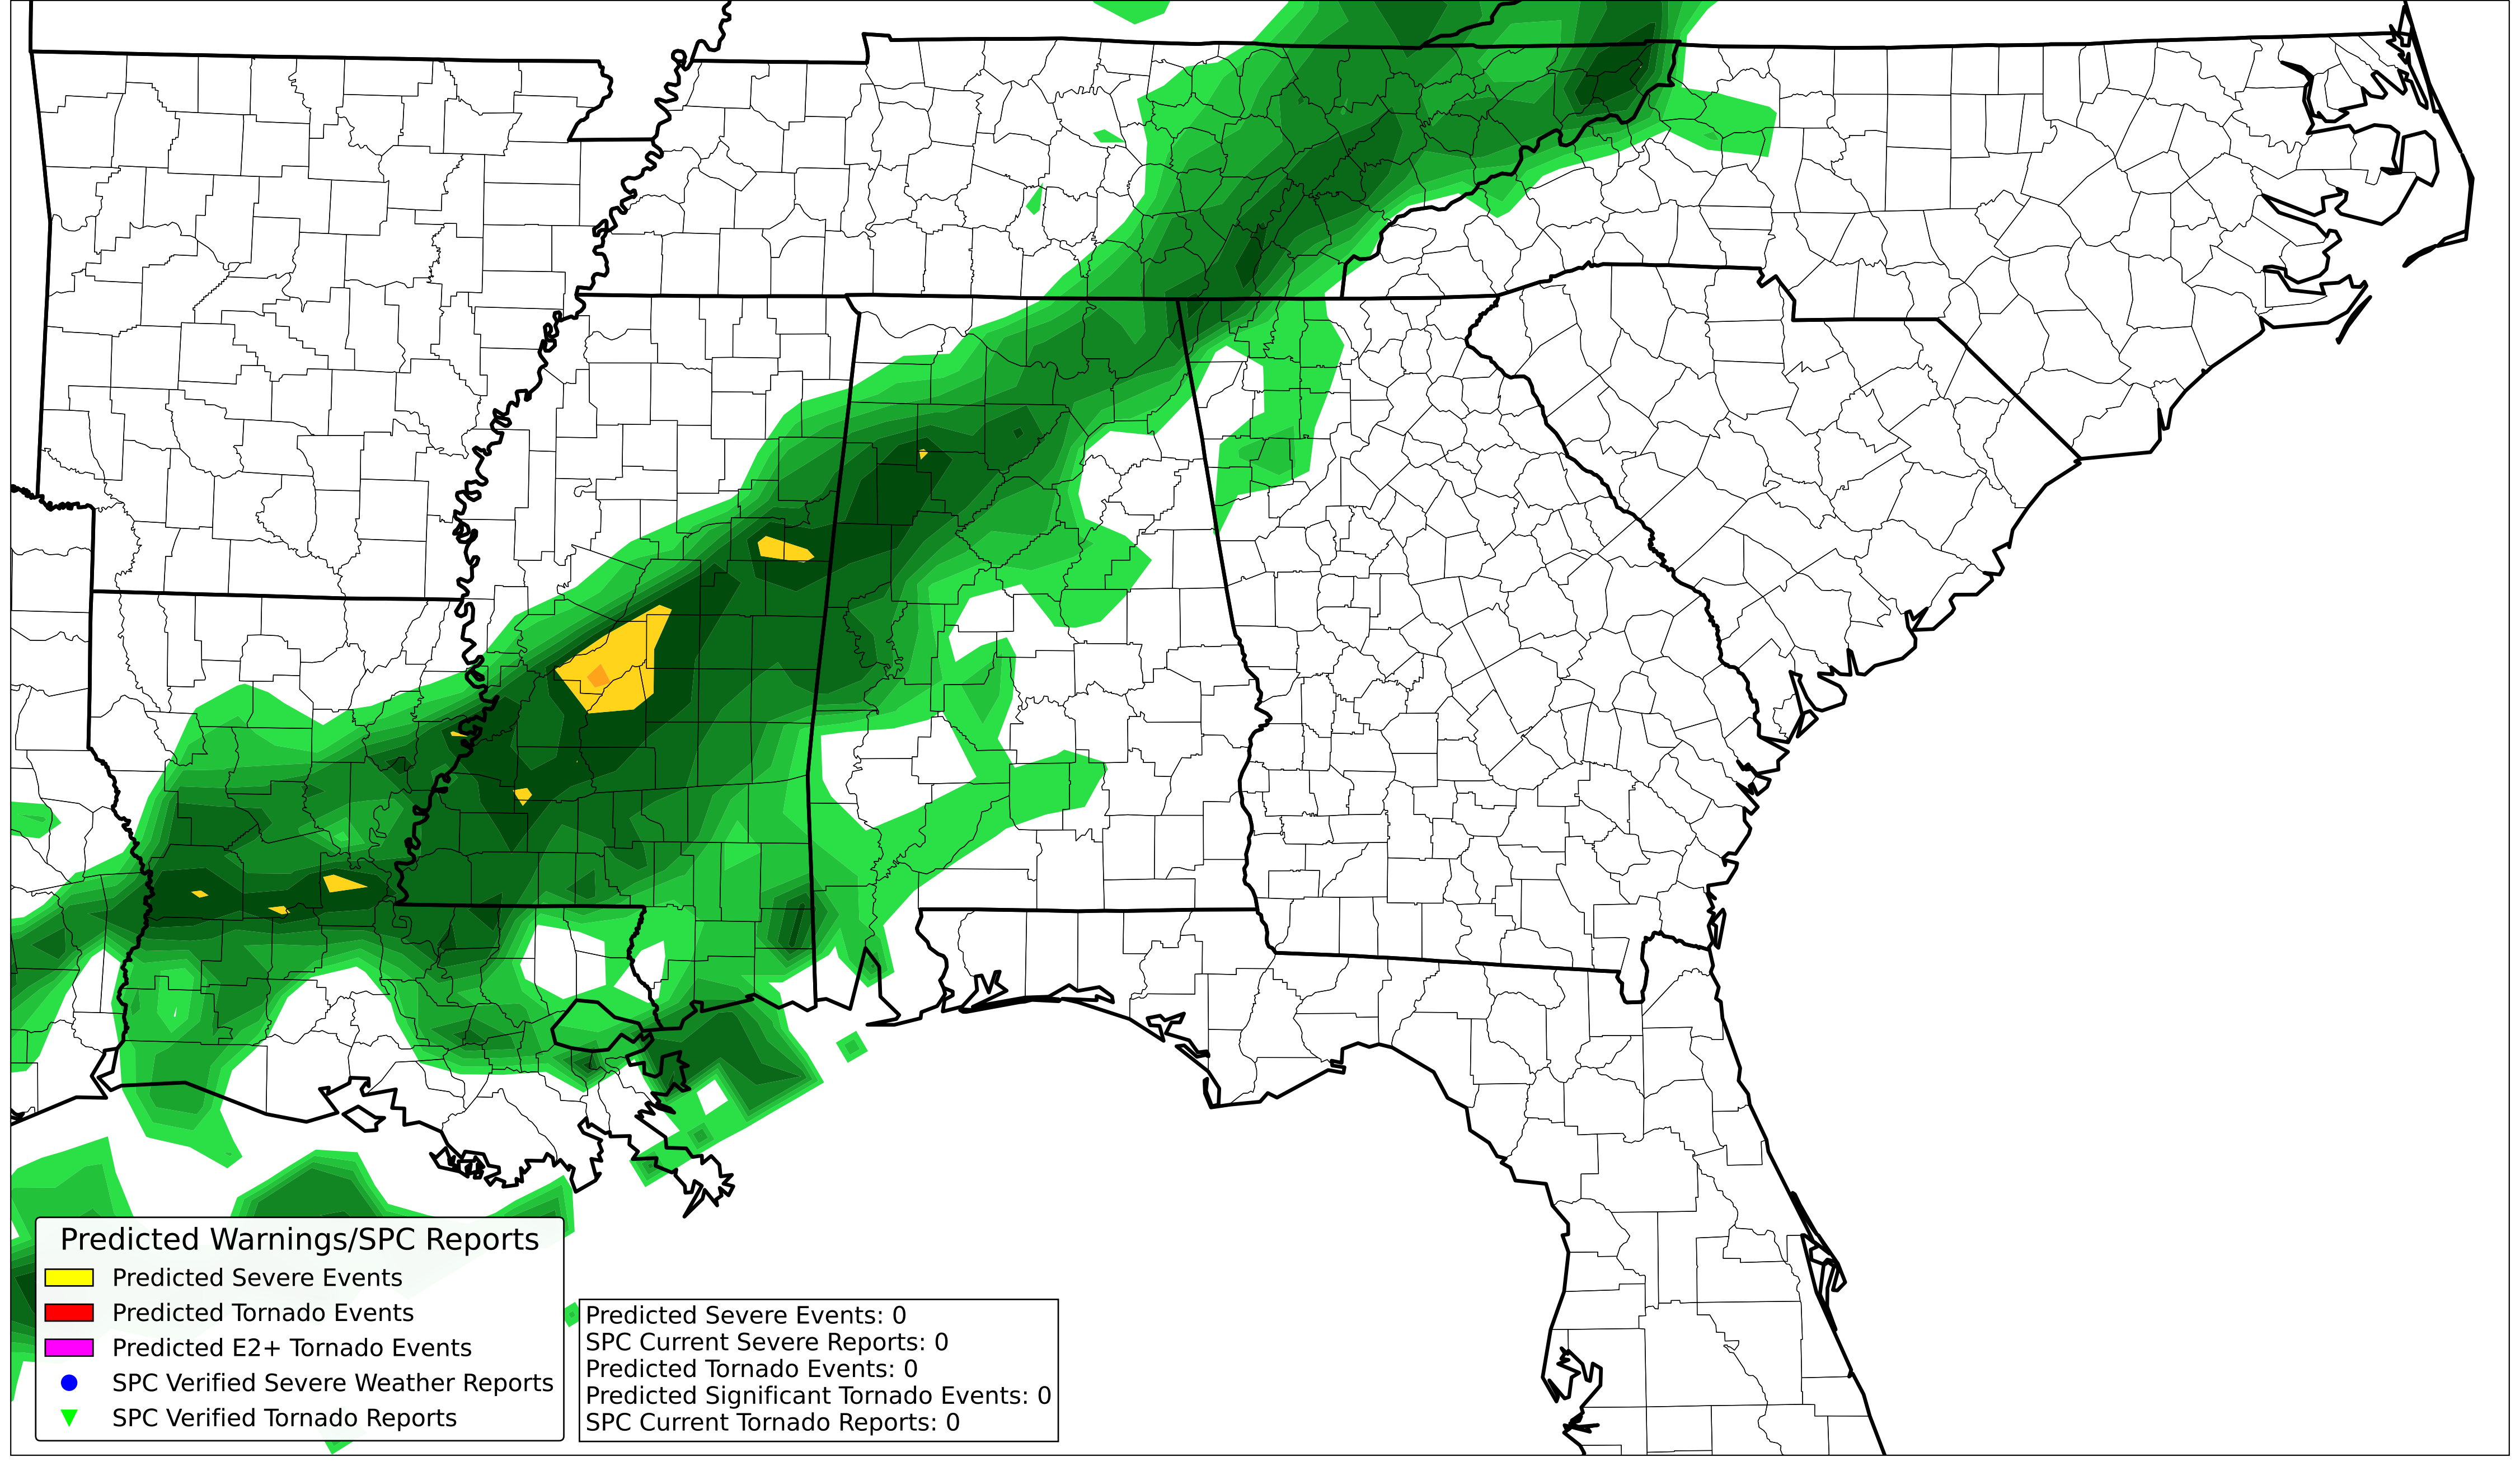 Predicted Warnings/SPC Reports
Predicted Severe Events
Predicted Tornado Events
Predicted E2+ Tornado Events
SPC Verified Severe Weather Reports
SPC Verified Tornado Reports
Predicted Severe Events: 0
SPC Current Severe Reports: 0
Predicted Tornado Events: 0
Predicted Significant Tornado Events: 0
SPC Current Tornado Reports: 0